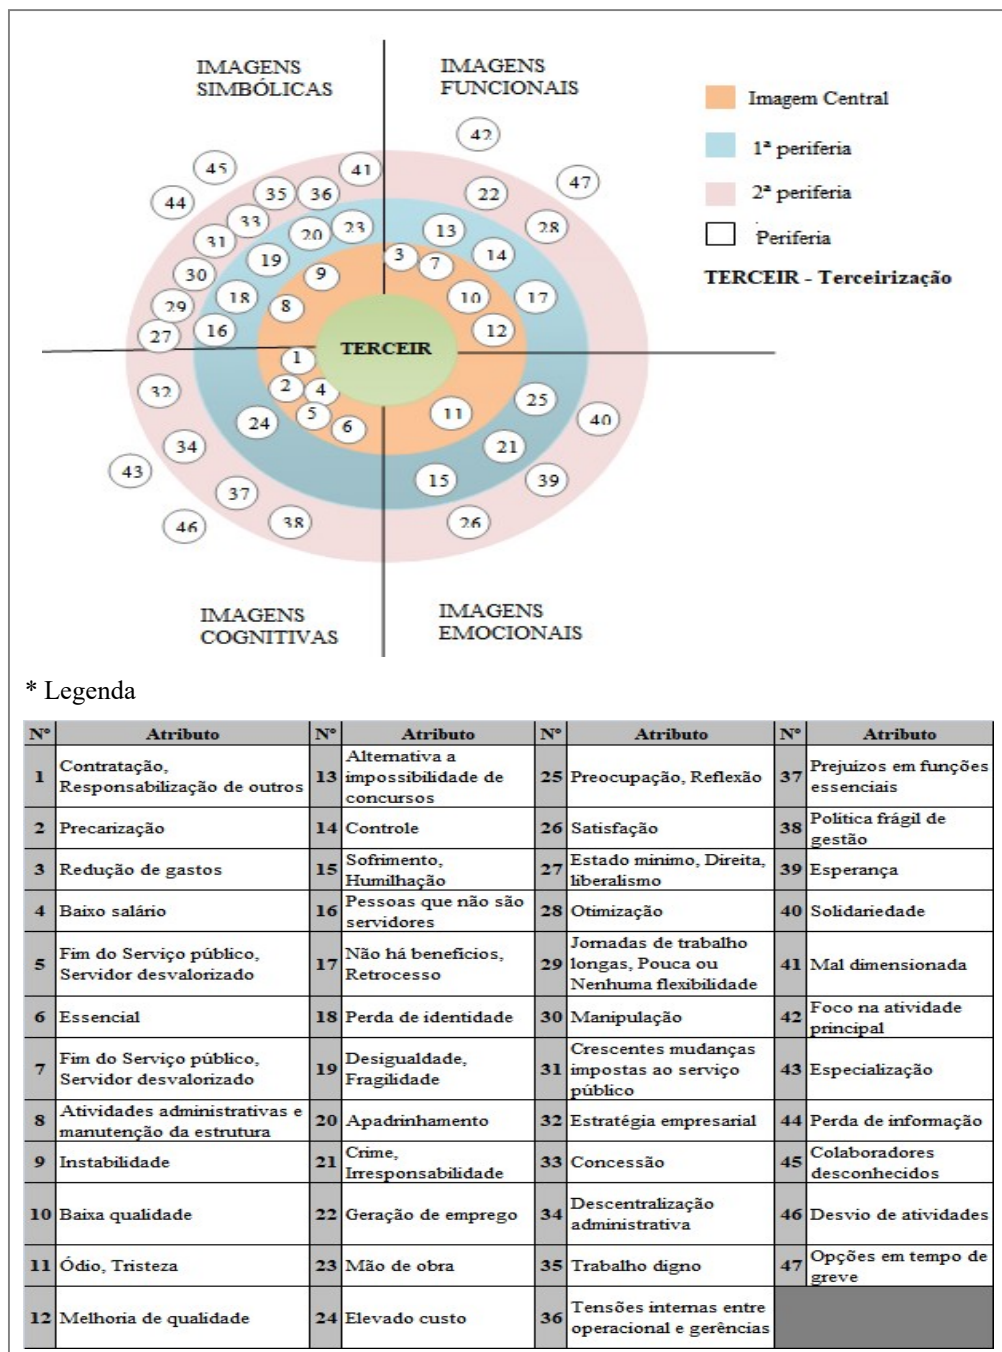 IMAGENS
SIMBÓLICAS
IMAGENS
FUNCIONAIS
Imagem Central
1ª periferia
2ª periferia
Periferia
TERCEIR - Terceirização
42
45
41
47
44
35
36
22
33
20
23
13
28
31
19
9
3
7
14
30
18
8
10
17
29
27
16
12
TERCEIR
1
2
4
25
32
5
11
40
24
6
34
21
43
15
39
37
46
38
26
IMAGENS
COGNITIVAS
IMAGENS
EMOCIONAIS
* Legenda
Nº Atributo Nº Atributo Nº Atributo Nº Atributo
1 Contratação,
Responsabilização de outros
13 Alternativa a
impossibilidade de
concursos
25 Preocupação, Reflexão
37 Prejuizos em funções
essenciais
2 Precarização
14 Controle
26 Satisfação
38 Política frágil de
gestão
3 Redução de gastos
15 Sofrimento,
Humilhação
27 Estado minimo, Direita,
liberalismo
39 Esperança
4 Baixo salário
16 Pessoas que não são
servidores
28 Otimização
40 Solidariedade
5 Fim do Serviço público,
Servidor desvalorizado
17 Não há benefícios,
Retrocesso
29 Jornadas de trabalho
longas, Pouca ou
Nenhuma flexibilidade
41 Mal dimensionada
6 Essencial
18 Perda de identidade
30 Manipulação
42 Foco na atividade
principal
7 Fim do Serviço público,
Servidor desvalorizado
19 Desigualdade,
Fragilidade
31 Crescentes mudanças
impostas ao serviço
público
43 Especialização
8 Atividades administrativas e
manutenção da estrutura
20 Apadrinhamento
32 Estratégia empresarial
44 Perda de informação
9 Instabilidade
21 Crime,
Irresponsabilidade
33 Concessão
45 Colaboradores
desconhecidos
10 Baixa qualidade
22 Geração de emprego
34 Descentralização
administrativa
46 Desvio de atividades
11 Ódio, Tristeza
23 Mão de obra
35 Trabalho digno
47 Opções em tempo de
greve
12 Melhoria de qualidade
24 Elevado custo
36 Tensões internas entre
operacional e gerências